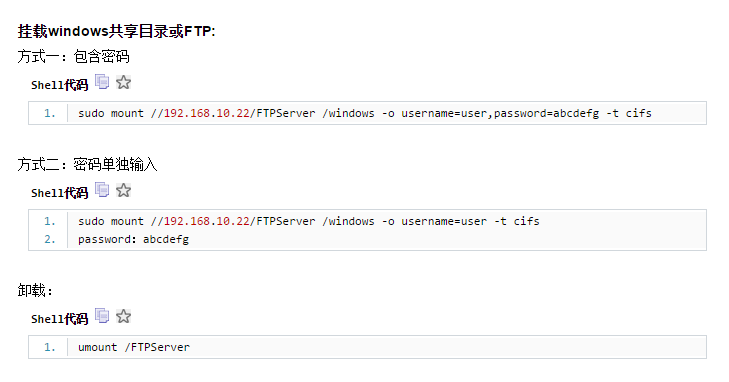 挂载windows共享目录或FTP:
方式一：包含密码
Shell代码
1. sudo mount //192.168.10.22/FTPServer /windows -o username=user,password=abcdefg -t cifs
方式二：密码单独输入
Shell代码
1. sudo mount //192.168.10.22/FTPServer /windows -o username=user -t cifs
2. password：abcdefg
卸载：
Shell代码
1. umount /FTPServer